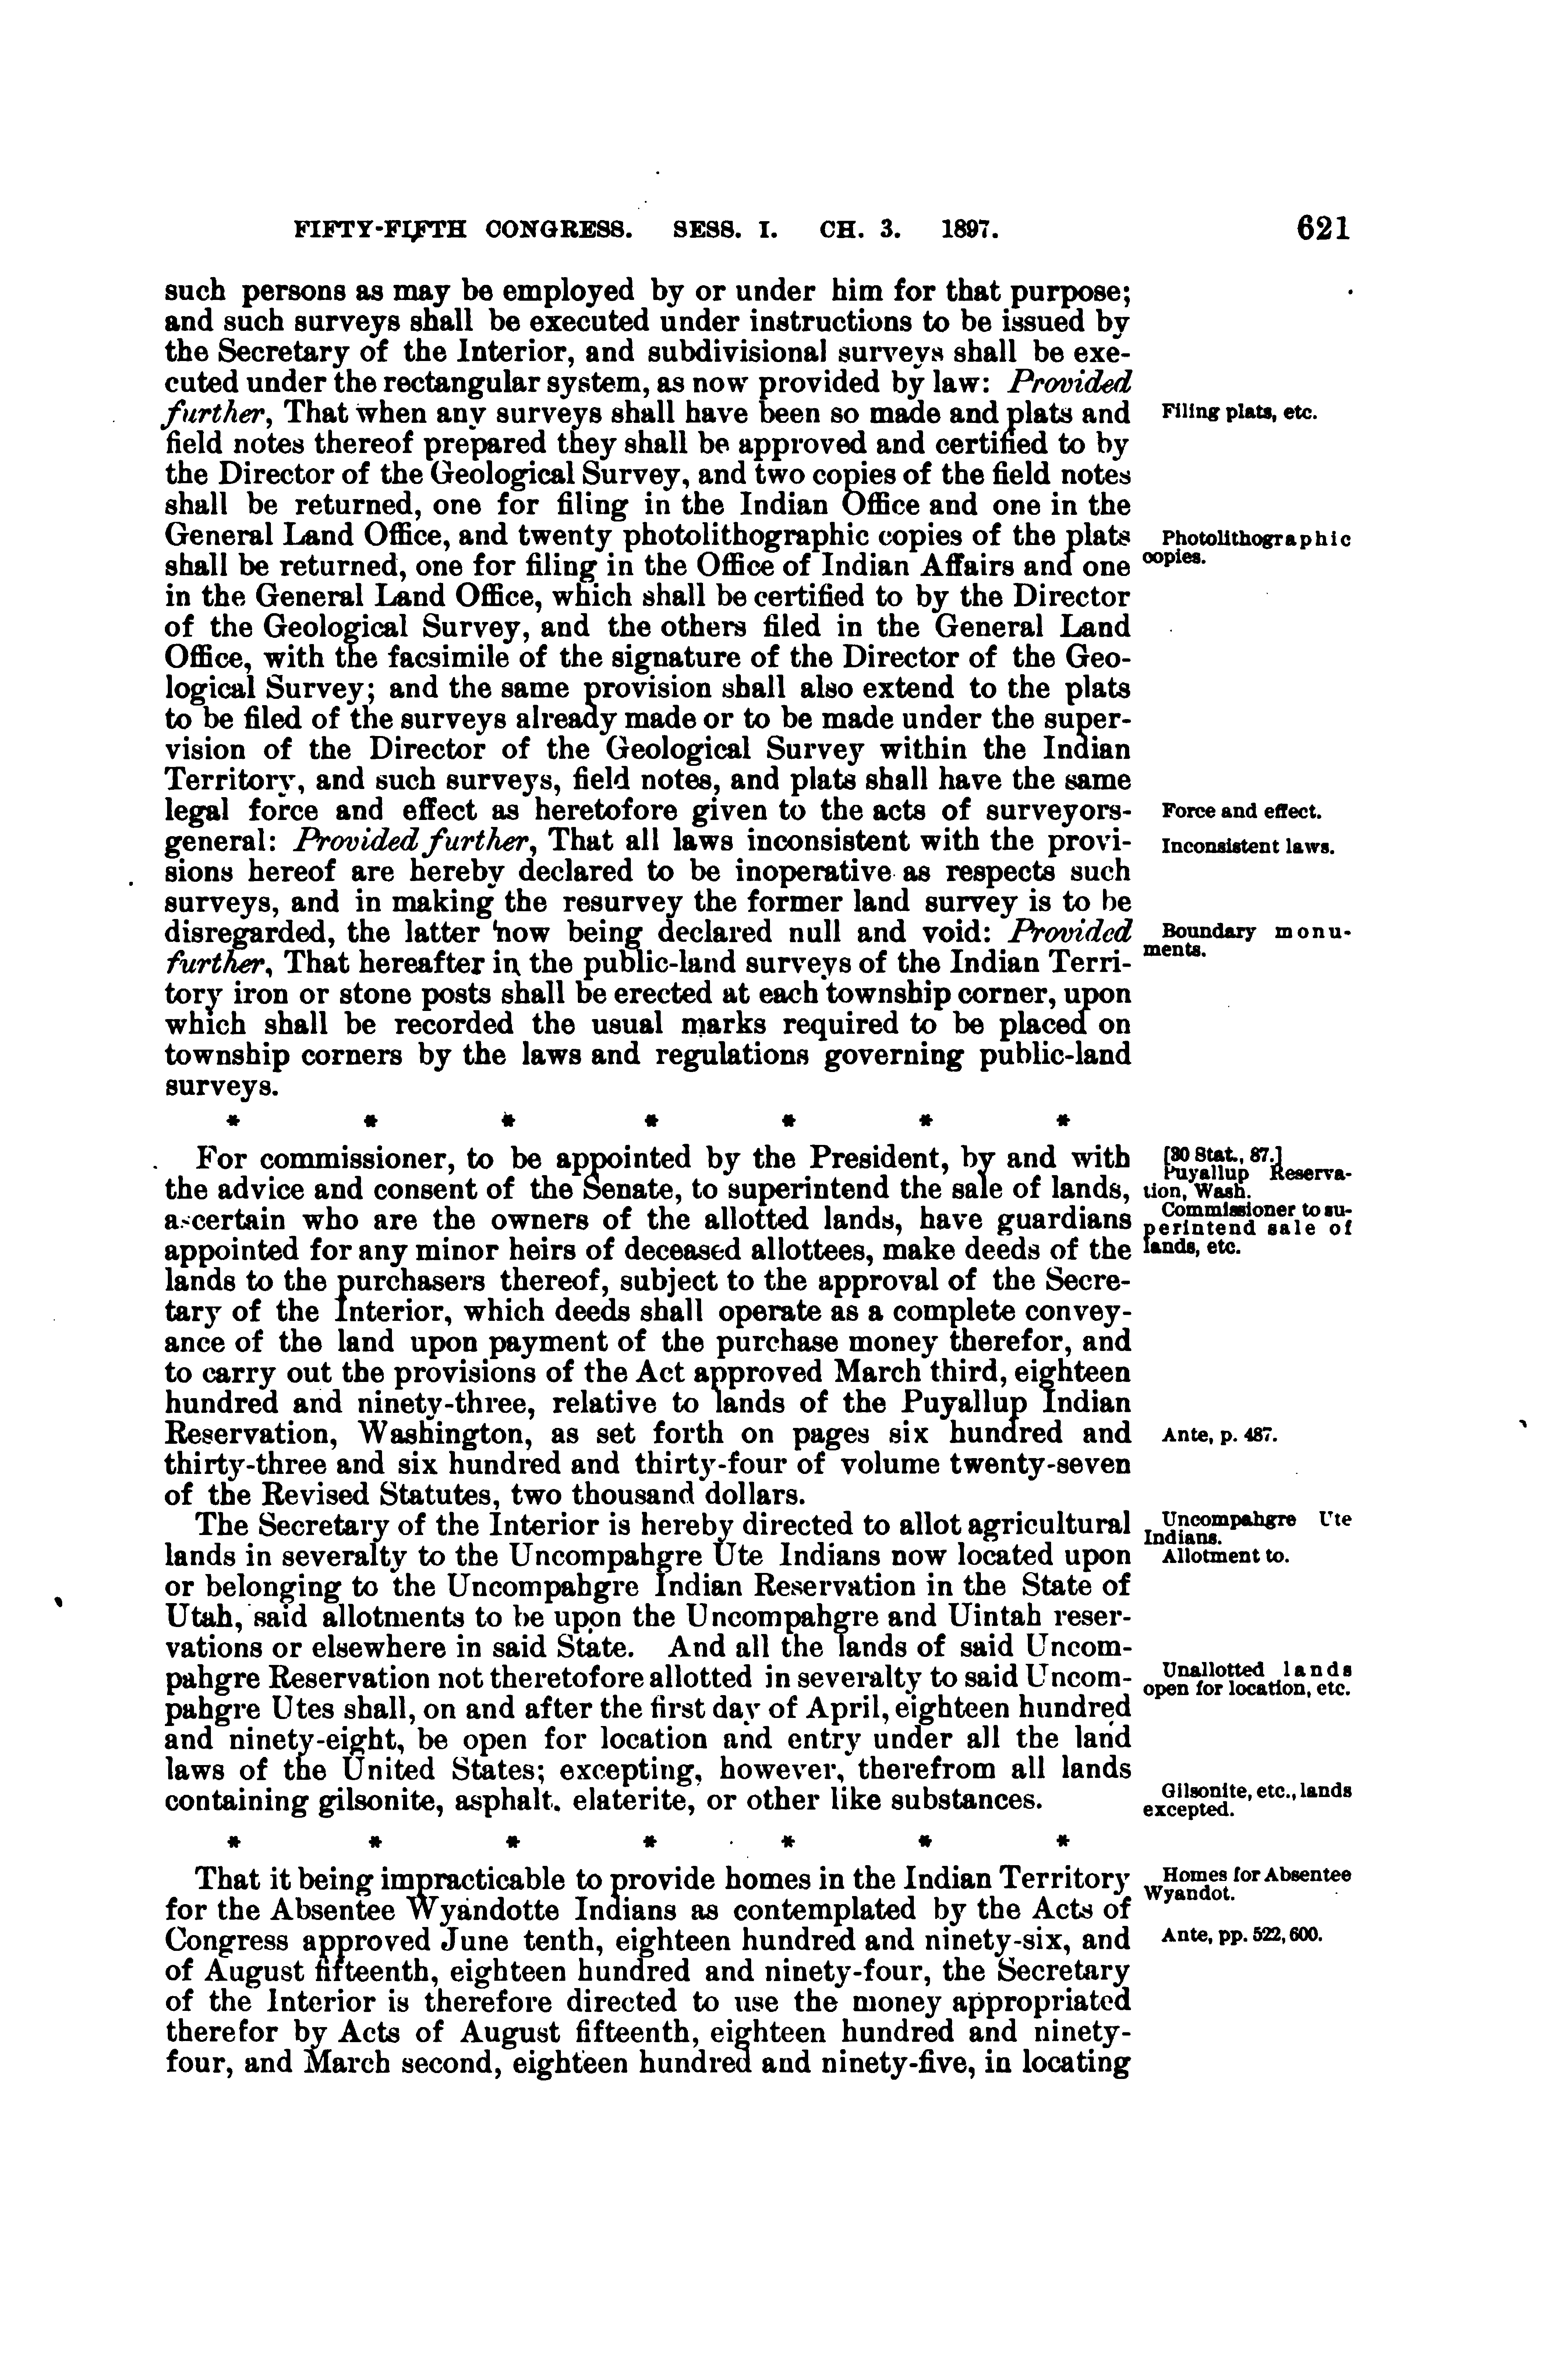 FIFTY-FIFTH CONGRESS. SESS. I. CH. 3. 1897. 621
such persons as may be employed by or under him for that purpose;
and such surveys shall be executed under instructions to be issued by
the Secretary of the Interior, and subdivisional surveys shall be exe-
cuted under the rectangular system, as now provided by law: Provided
further, That when any surveys shall have been so made and plats and
Filing plats, etc.
field notes thereof prepared they shall be approved and certified to by
the Director of the Geological Survey, and two copies of the field notes
shall be returned, one for filing in the Indian Office and one in the
General Land Office, and twenty photolithographic copies of the plats
Photolithographic
shall be returned, one for filing in the Office of Indian Affairs and one
copies.
in the General Land Office, which shall be certified to by the Director
of the Geological Survey, and the others filed in the General Land
Office, with the facsimile of the signature of the Director of the Geo-
logical Survey; and the same provision shall also extend to the plats
to be filed of the surveys already made or to be made under the super-
vision of the Director of the Geological Survey within the Indian
Territory, and such surveys, field notes, and plats shall have the same
legal force and effect as heretofore given to the acts of surveyors-
Force and effect.
general: Provided further, That all laws inconsistent with the provi-
Inconsistent laws.
sions hereof are hereby declared to be inoperative as respects such
surveys, and in making the resurvey the former land survey is to be
disregarded, the latter now being declared null and void: Provided
Boundary monu-
further, That hereafter in the public-land surveys of the Indian Terri-
ments.
tory iron or stone posts shall be erected at each township corner, upon
which shall be recorded the usual marks required to be placed on
township corners by the laws and regulations governing public-land
surveys.
* * * * * * *
For commissioner, to be appointed by the President, by and with
[30 Stat., 87.]
Puyallup Reserva-
the advice and consent of the Senate, to superintend the sale of lands,
tion, Wash.
ascertain who are the owners of the allotted lands, have guardians
Commissioner to su-
perintend sale of
appointed for any minor heirs of deceased allottees, make deeds of the
lands, etc.
lands to the purchasers thereof, subject to the approval of the Secre-
tary of the Interior, which deeds shall operate as a complete convey-
ance of the land upon payment of the purchase money therefor, and
to carry out the provisions of the Act approved March third, eighteen
hundred and ninety-three, relative to lands of the Puyallup Indian
Reservation, Washington, as set forth on pages six hundred and
Ante, p. 487.
thirty-three and six hundred and thirty-four of volume twenty-seven
of the Revised Statutes, two thousand dollars.
The Secretary of the Interior is hereby directed to allot agricultural
Uncompahgre Ute
Indians.
lands in severalty to the Uncompahgre Ute Indians now located upon
Allotment to.
or belonging to the Uncompahgre Indian Reservation in the State of
Utah, said allotments to be upon the Uncompahgre and Uintah reser-
vations or elsewhere in said State. And all the lands of said Uncom-
pahgre Reservation not theretofore allotted in severalty to said Uncom-
Unallotted lands
open for location, etc.
pahgre Utes shall, on and after the first day of April, eighteen hundred
and ninety-eight, be open for location and entry under all the land
laws of the United States; excepting, however, therefrom all lands
containing gilsonite, asphalt, elaterite, or other like substances.
Gilsonite, etc., lands
excepted.
* * * * * * *
That it being impracticable to provide homes in the Indian Territory
Homes for Absentee
Wyandot.
for the Absentee Wyandotte Indians as contemplated by the Acts of
Congress approved June tenth, eighteen hundred and ninety-six, and
Ante, pp. 522, 600.
of August fifteenth, eighteen hundred and ninety-four, the Secretary
of the Interior is therefore directed to use the money appropriated
therefor by Acts of August fifteenth, eighteen hundred and ninety-
four, and March second, eighteen hundred and ninety-five, in locating